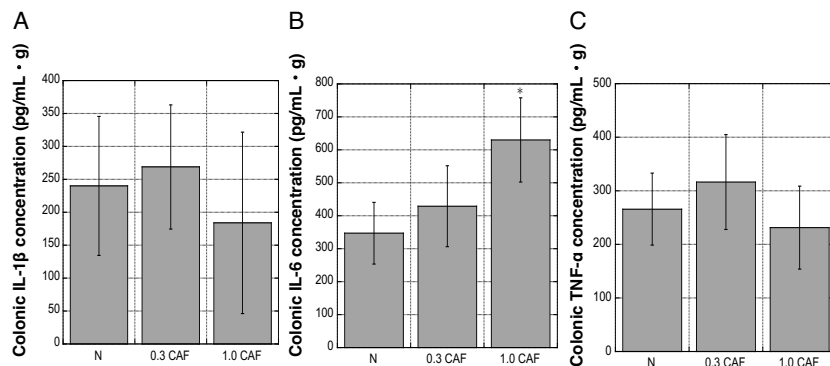 A
Colonic IL-1β concentration (pg/mL • g)
400
350
300
250
200
150
100
50
0
N 0.3 CAF 1.0 CAF
B
Colonic IL-6 concentration (pg/mL • g)
800
700
600
500
400
300
200
100
0
*
N 0.3 CAF 1.0 CAF
C
Colonic TNF-α concentration (pg/mL • g)
500
400
300
200
100
0
N 0.3 CAF 1.0 CAF